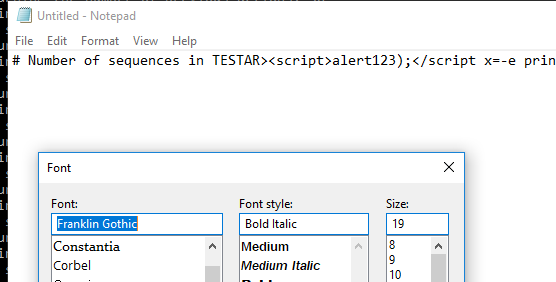 Untitled - Notepad
File Edit Format View Help
# Number of sequences in TESTAR><script>alert123);</script x=-e prin
Font
Font: Font style: Size:
Franklin Gothic Bold Italic 19
Constantia Medium 8
Corbel Medium Italic 9
10